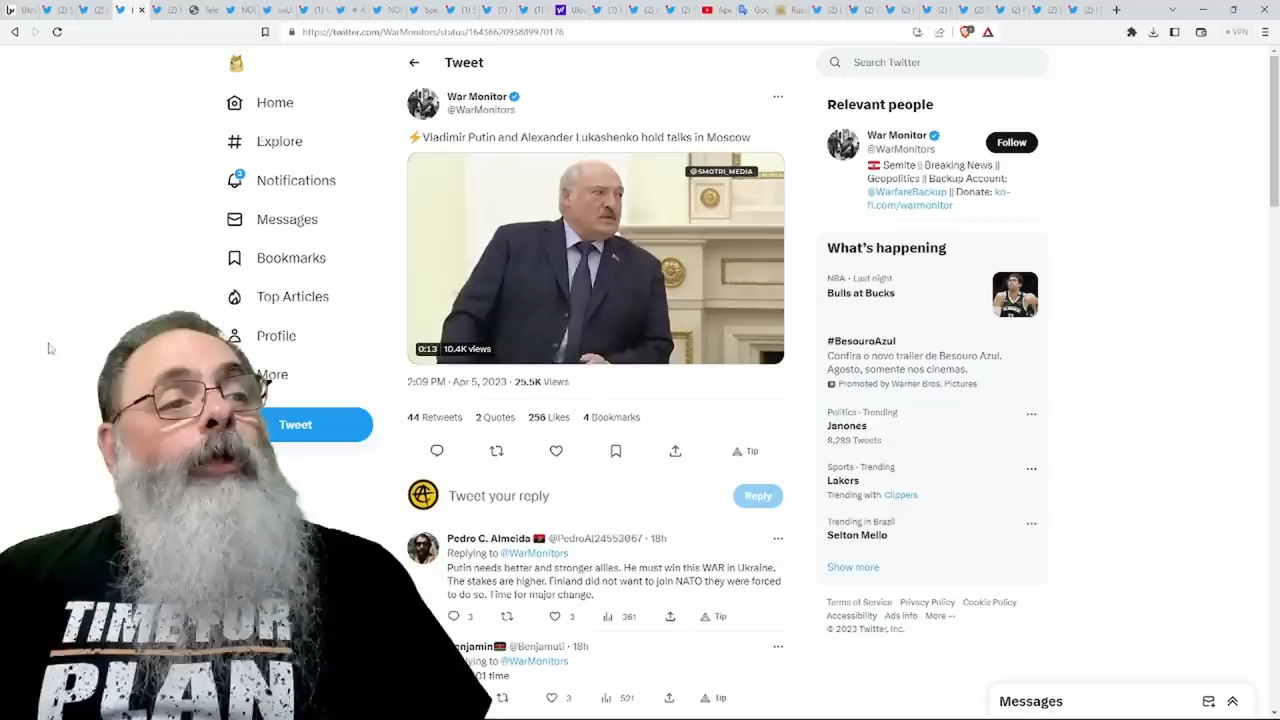 https://twitter.com/WarMonitors/status/1643662093889970176
VPN
Home
Explore
2
Notifications
Messages
Bookmarks
Top Articles
Profile
More
Tweet
TIME FOR
PLAN
Tweet
War Monitor
@WarMonitors
⚡Vladimir Putin and Alexander Lukashenko hold talks in Moscow
@SMOTRI_MEDIA
0:13 10.4K views
2:09 PM · Apr 5, 2023 · 25.5K Views
44 Retweets 2 Quotes 256 Likes 4 Bookmarks
Tip
Tweet your reply
Reply
Pedro C. Almeida @PedroAl24553067 · 18h
Replying to @WarMonitors
Putin needs better and stronger allies. He must win this WAR in Ukraine.
The stakes are higher. Finland did not want to join NATO they were forced
to do so. Time for major change.
3 3 361 Tip
enjamin @Benjamuti · 18h
lying to @WarMonitors
01 time
3 521 Tip
Search Twitter
Relevant people
War Monitor
@WarMonitors
Follow
Semite || Breaking News ||
Geopolitics || Backup Account:
@WarfareBackup || Donate: ko-
fi.com/warmonitor
What's happening
NBA · Last night
Bulls at Bucks
#BesouroAzul
Confira o novo trailer de Besouro Azul.
Agosto, somente nos cinemas.
Promoted by Warner Bros. Pictures
Politics · Trending
Janones
8,289 Tweets
Sports · Trending
Lakers
Trending with Clippers
Trending in Brazil
Selton Mello
Show more
Terms of Service Privacy Policy Cookie Policy
Accessibility Ads info More ···
© 2023 Twitter, Inc.
Messages